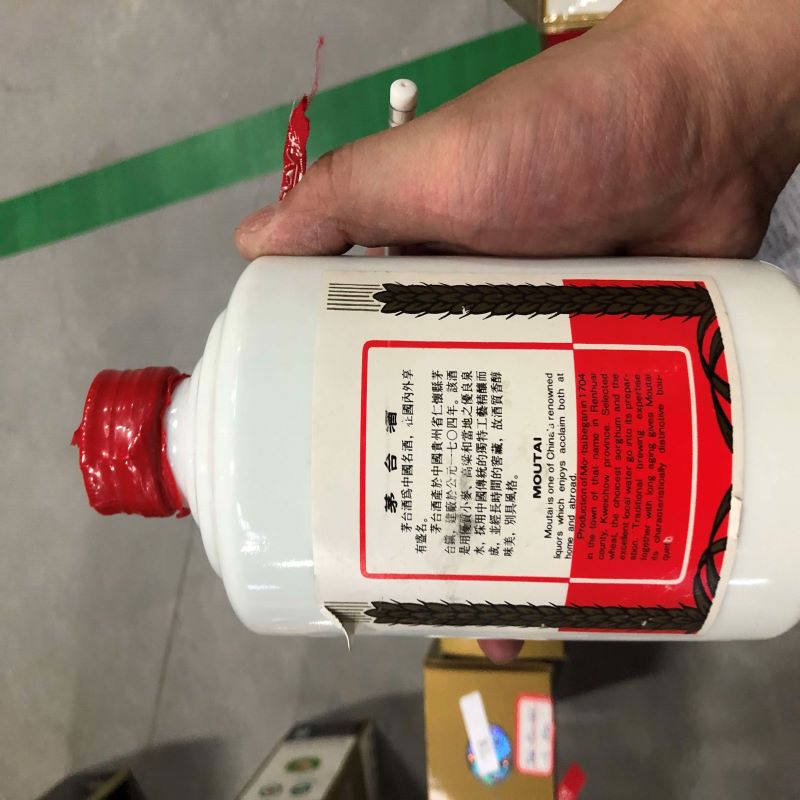 茅台酒
茅台酒爲中國名酒，在國內外享
有盛名。
茅台酒產於中國貴州省仁懷縣茅
台鎮，建廠於公元一七〇四年。該酒
是用優質小麥、高粱和當地之優良泉
水，採用中國傳統的獨特工藝精釀而
成，並經長時間的窖藏，故酒質香醇
味美，別具風格。
MOUTAI
Moutai is one of China's renowned
liquors which enjoys acclaim both at
home and abroad.
Production of Moutai began in 1704
in the town of that name in Renhuai
county, Kweichow province. Selected
wheat, the choicest sorghum and the
excellent local water go into its prepar-
ation. Traditional brewing expertise
together with long aging gives Moutai
its characteristically distinctive bou-
quet.